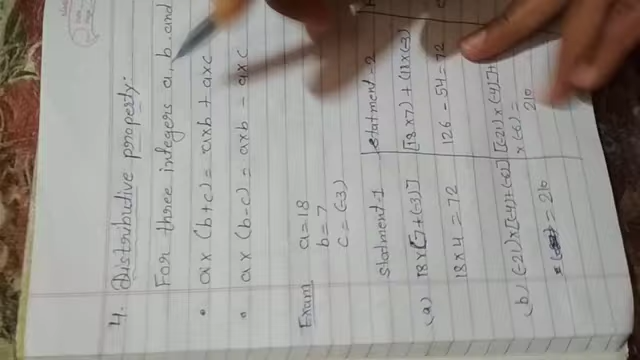 4. Distributive property:-
For three integers a, b and
• a×(b+c) = a×b + a×c
• a×(b-c) = a×b - a×c
Exam a=18
b=7
c=(-3)
Statment-1
(a) 18×[7+(-3)]
18×4=72
(b) (-21)×[(-4)+(-6)]
= 210
Statment-2
[18×7)+(18×(-3)
126-54=72
[(-21)×(-4)]+
×(-6) =
210